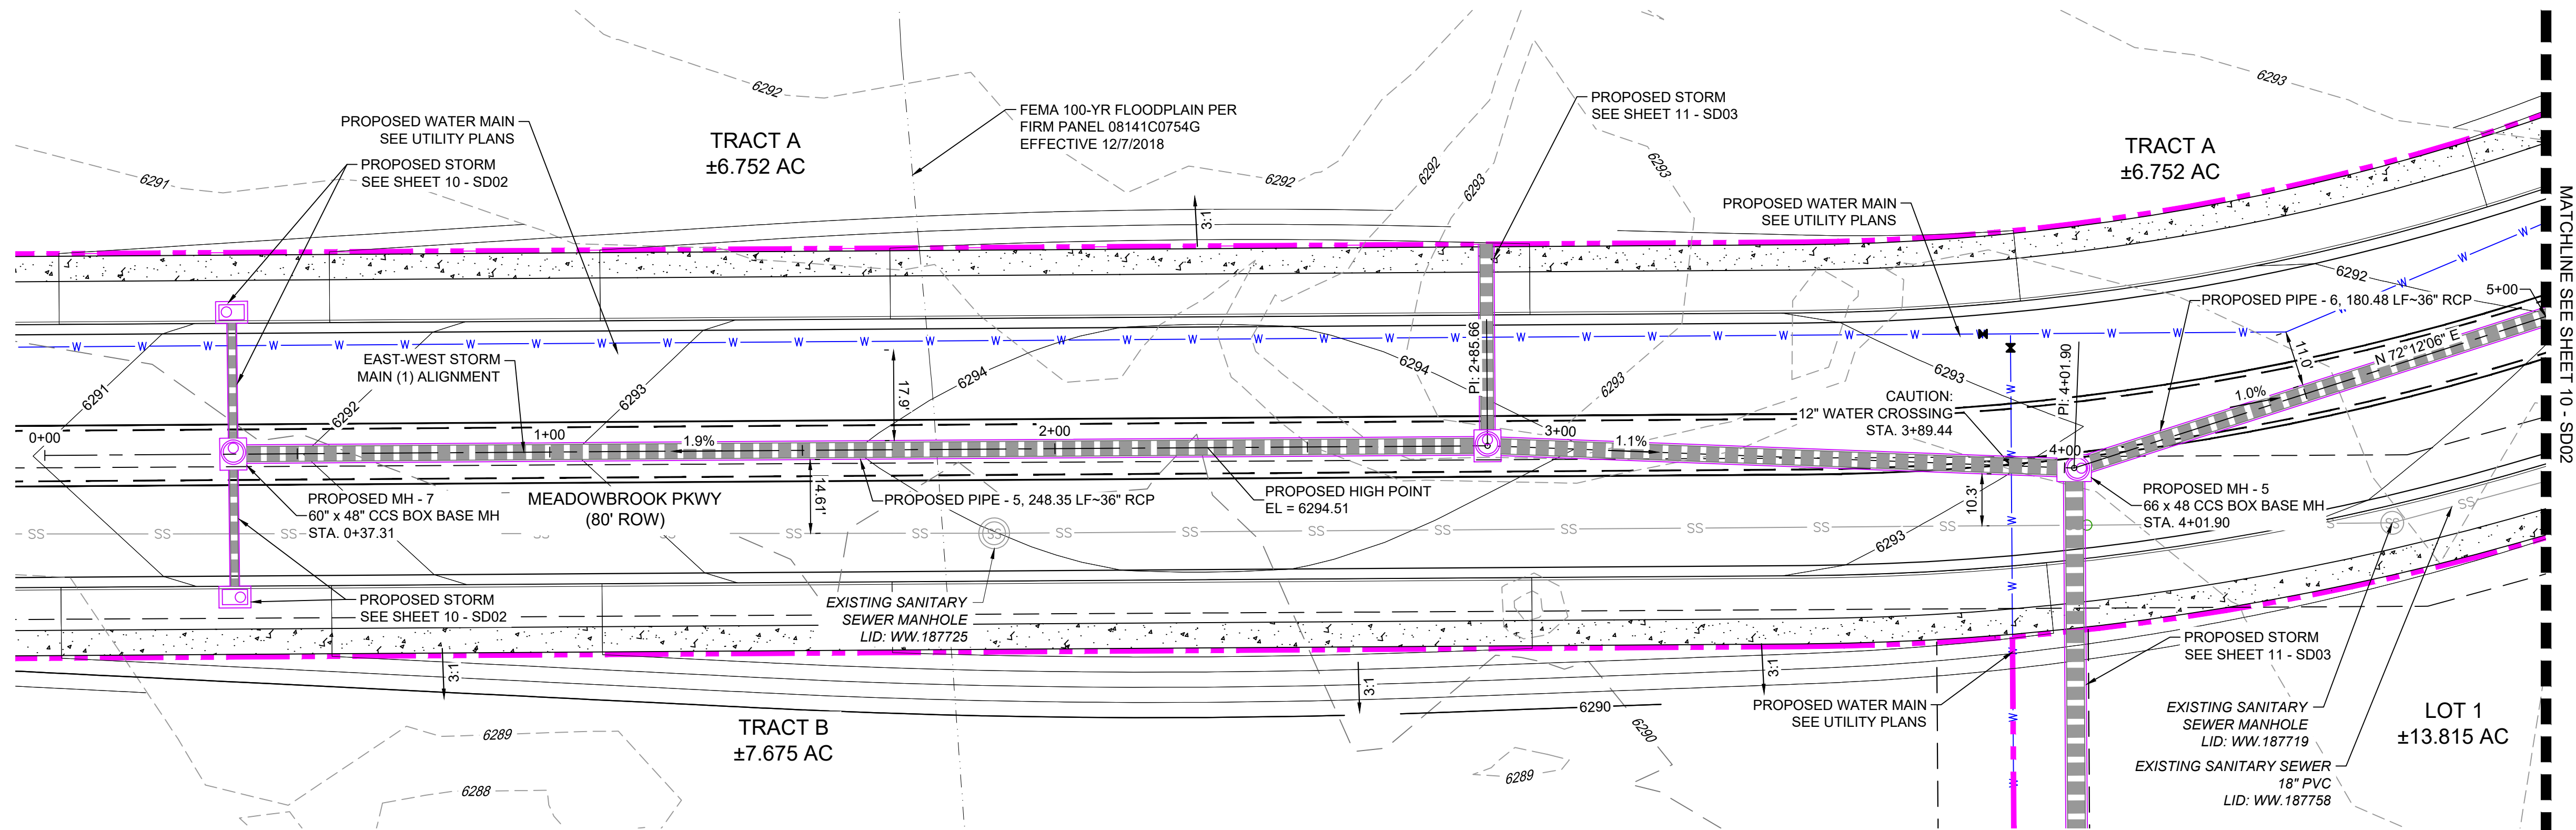 6292
6293
FEMA 100-YR FLOODPLAIN PER
FIRM PANEL 08141C0754G
EFFECTIVE 12/7/2018
PROPOSED STORM
SEE SHEET 11 - SD03
PROPOSED WATER MAIN
SEE UTILITY PLANS
TRACT A
±6.752 AC
TRACT A
±6.752 AC
PROPOSED STORM
SEE SHEET 10 - SD02
6291
6292
6292
6293
6293
PROPOSED WATER MAIN
SEE UTILITY PLANS
3:1
MATCHLINE SEE SHEET 10 - SD02
W W W W W W W W W W W W W W W W W W W W W W W W W W W W W W W W W W W W W
6292
5+00
PROPOSED PIPE - 6, 180.48 LF~36" RCP
N 72°12'06" E
11.0'
1.0%
EAST-WEST STORM
MAIN (1) ALIGNMENT
PI: 2+85.66
PI: 4+01.90
6291
6292
6293
17.9'
6294
6294
6293
6293
CAUTION:
12" WATER CROSSING
STA. 3+89.44
0+00
1+00
1.9%
2+00
3+00
1.1%
4+00
PROPOSED MH - 7
60" x 48" CCS BOX BASE MH
STA. 0+37.31
MEADOWBROOK PKWY
(80' ROW)
14.61'
PROPOSED PIPE - 5, 248.35 LF~36" RCP
PROPOSED HIGH POINT
EL = 6294.51
10.3'
PROPOSED MH - 5
66 x 48 CCS BOX BASE MH
STA. 4+01.90
SS SS SS SS SS SS SS SS SS SS SS SS SS SS SS SS
6293
PROPOSED STORM
SEE SHEET 10 - SD02
EXISTING SANITARY
SEWER MANHOLE
LID: WW.187725
3:1
3:1
3:1
PROPOSED STORM
SEE SHEET 11 - SD03
PROPOSED WATER MAIN
SEE UTILITY PLANS
6290
6290
6289
6289
6288
TRACT B
±7.675 AC
EXISTING SANITARY
SEWER MANHOLE
LID: WW.187719
EXISTING SANITARY SEWER
18" PVC
LID: WW.187758
LOT 1
±13.815 AC